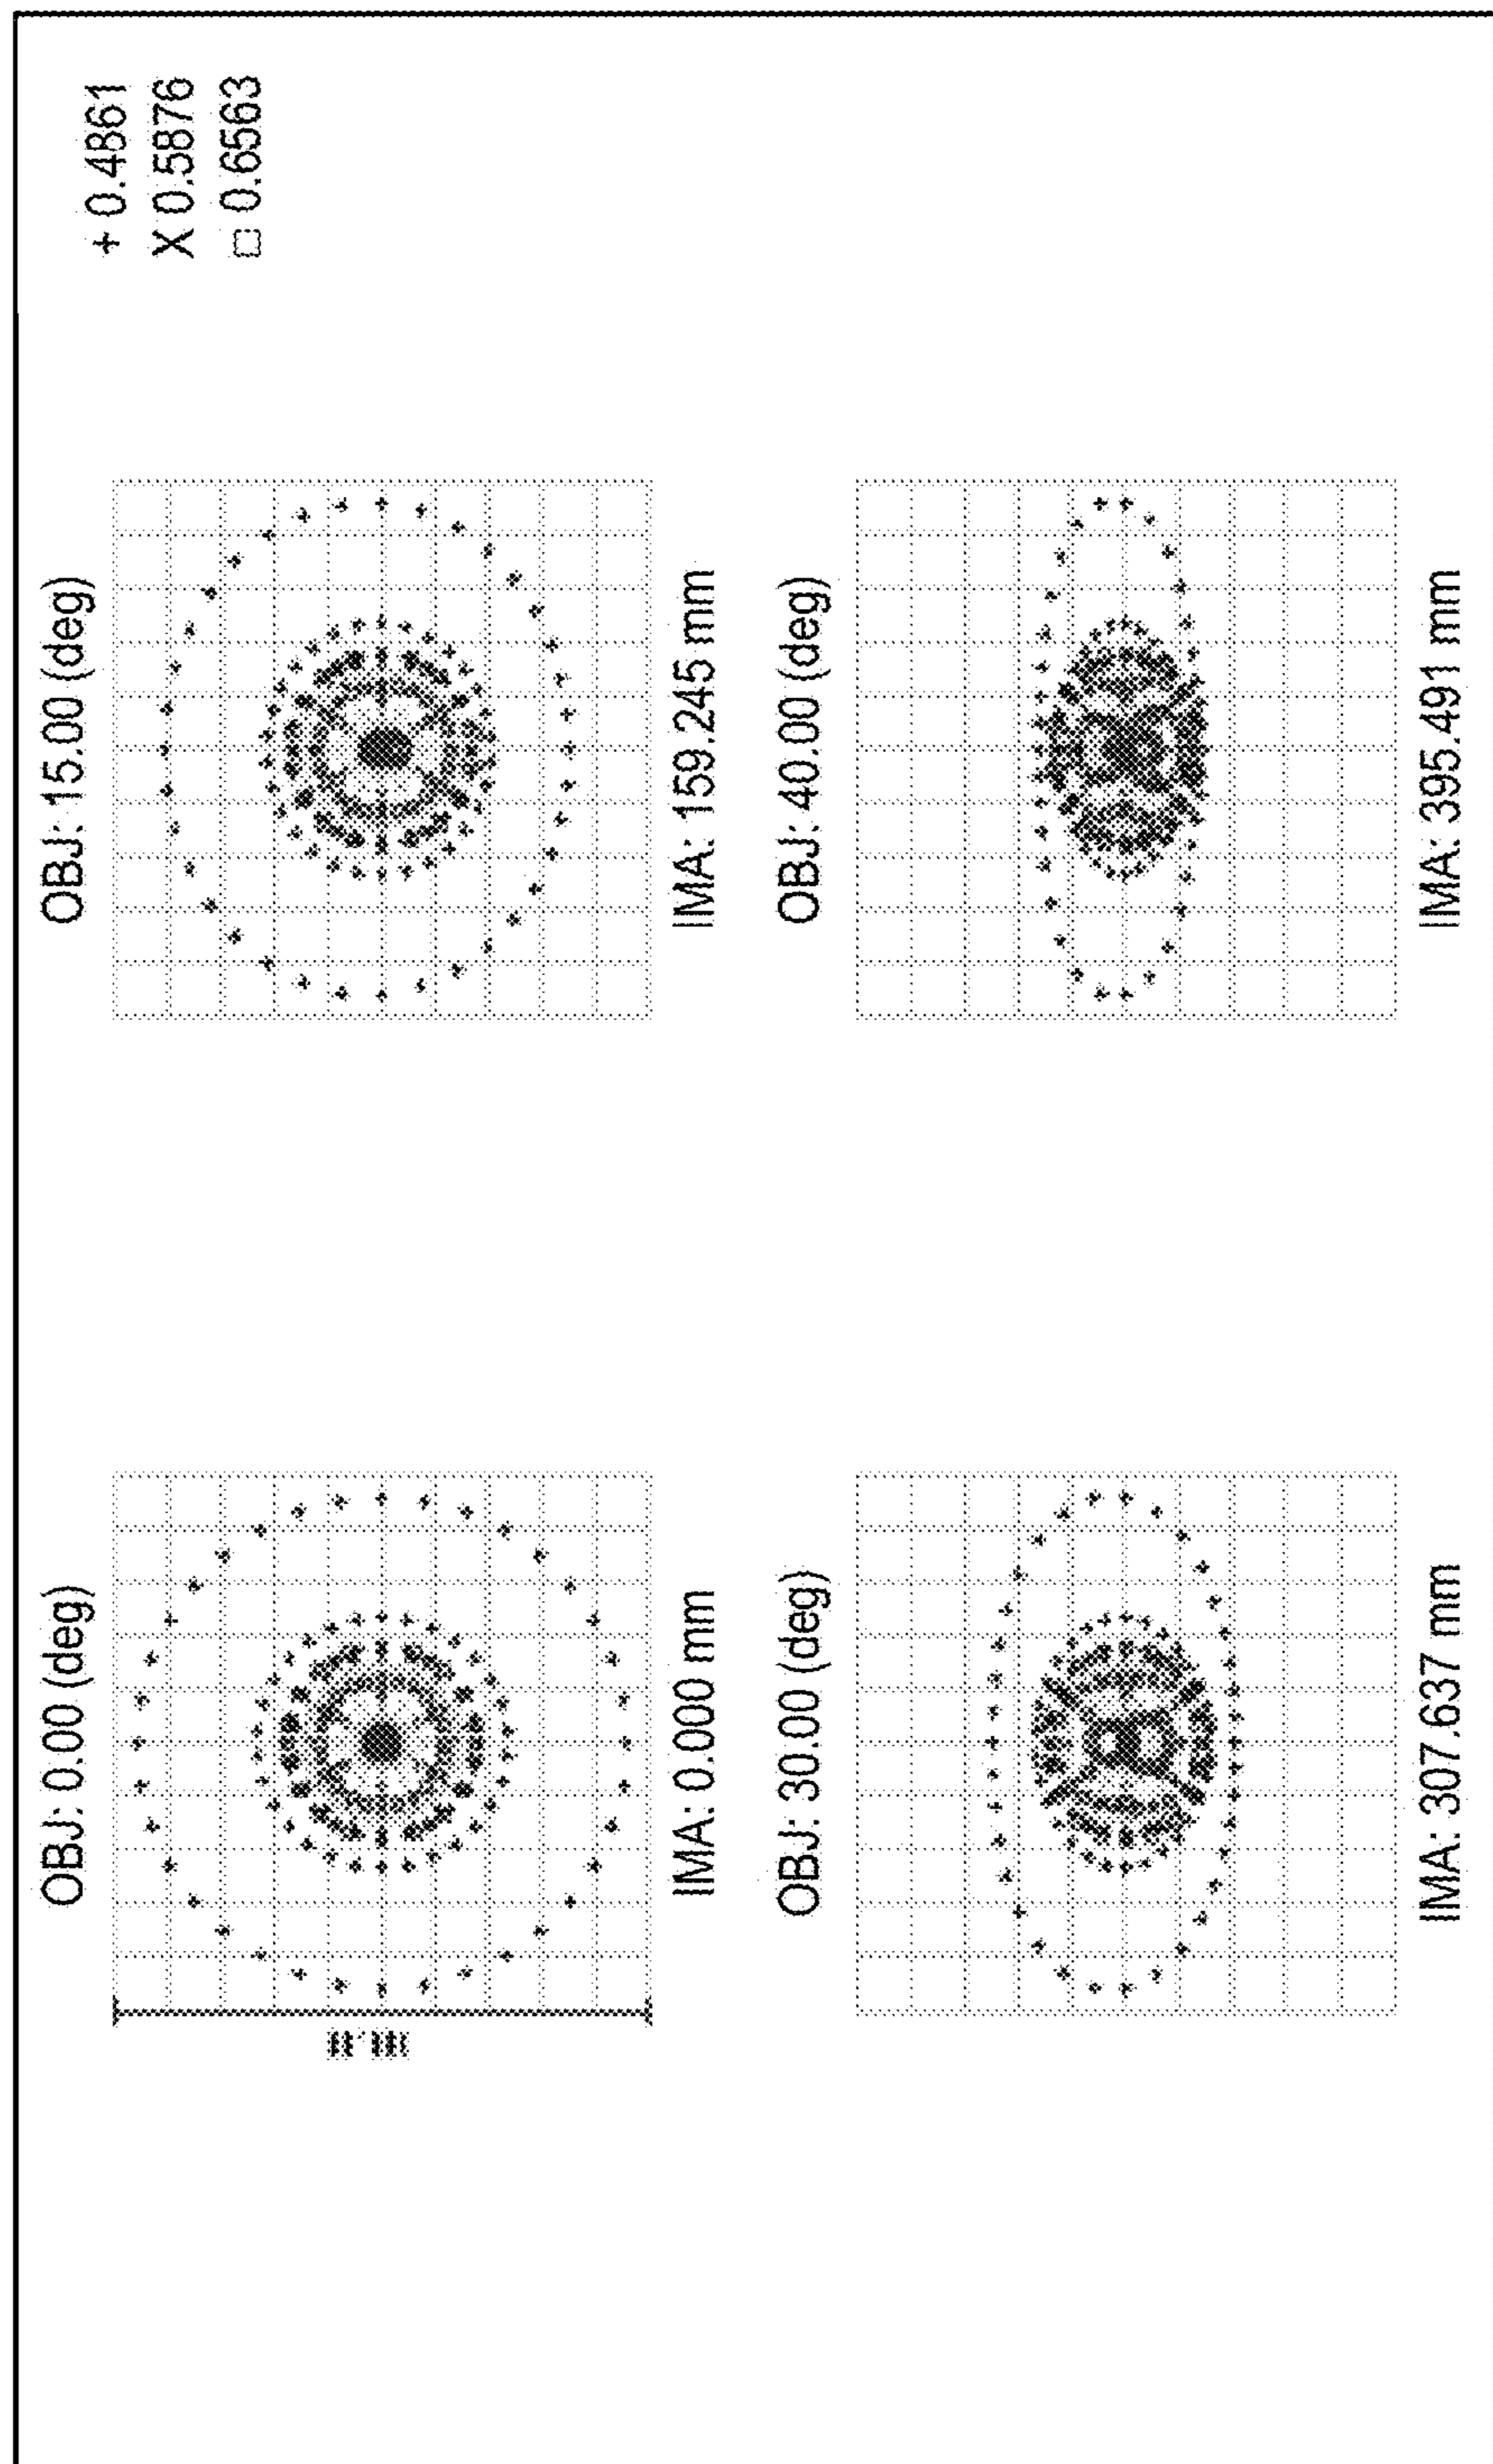 + 0.4861
X 0.5876
□ 0.6563
OBJ: 0.00 (deg)
OBJ: 15.00 (deg)
IMA: 0.000 mm
IMA: 159.245 mm
OBJ: 30.00 (deg)
OBJ: 40.00 (deg)
IMA: 307.637 mm
IMA: 395.491 mm